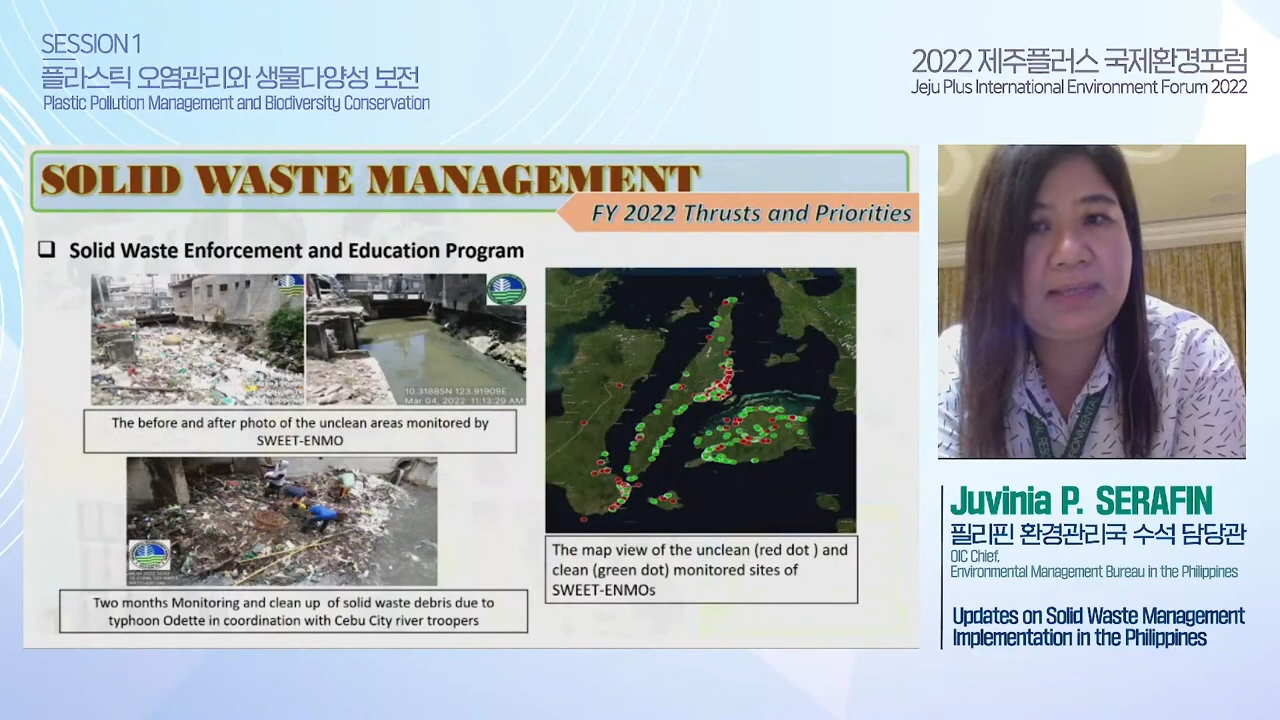 SESSION 1
플라스틱 오염관리와 생물다양성 보전
Plastic Pollution Management and Biodiversity Conservation
2022 제주플러스 국제환경포럼
Jeju Plus International Environment Forum 2022
SOLID WASTE MANAGEMENT
FY 2022 Thrusts and Priorities
❑ Solid Waste Enforcement and Education Program
10.31885N 123.91909E
Mar 04, 2022 11:13:29 AM
The before and after photo of the unclean areas monitored by
SWEET-ENMO
Two months Monitoring and clean up of solid waste debris due to
typhoon Odette in coordination with Cebu City river troopers
The map view of the unclean (red dot ) and
clean (green dot) monitored sites of
SWEET-ENMOs
Juvinia P. SERAFIN
필리핀 환경관리국 수석 담당관
OIC Chief,
Environmental Management Bureau in the Philippines
Updates on Solid Waste Management
Implementation in the Philippines